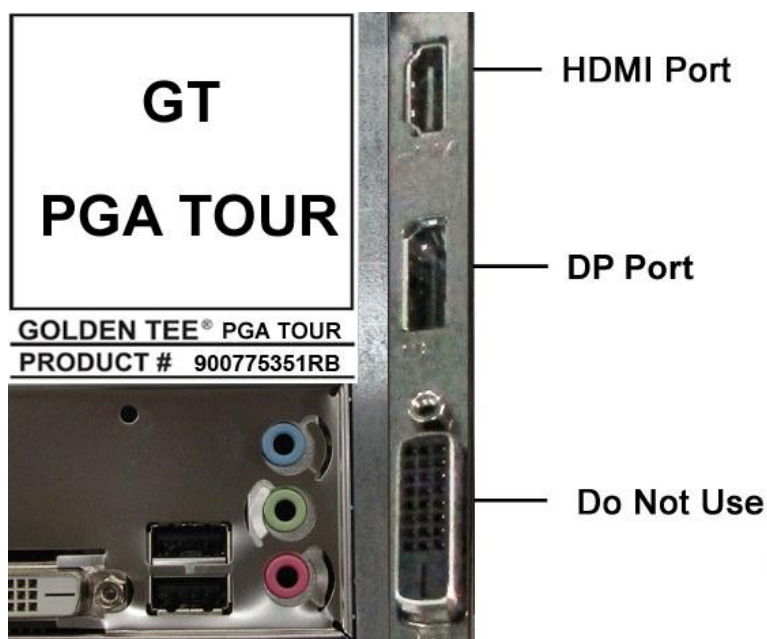 GT
PGA TOUR
GOLDEN TEE® PGA TOUR
PRODUCT # 900775351RB
HDMI Port
DP Port
Do Not Use